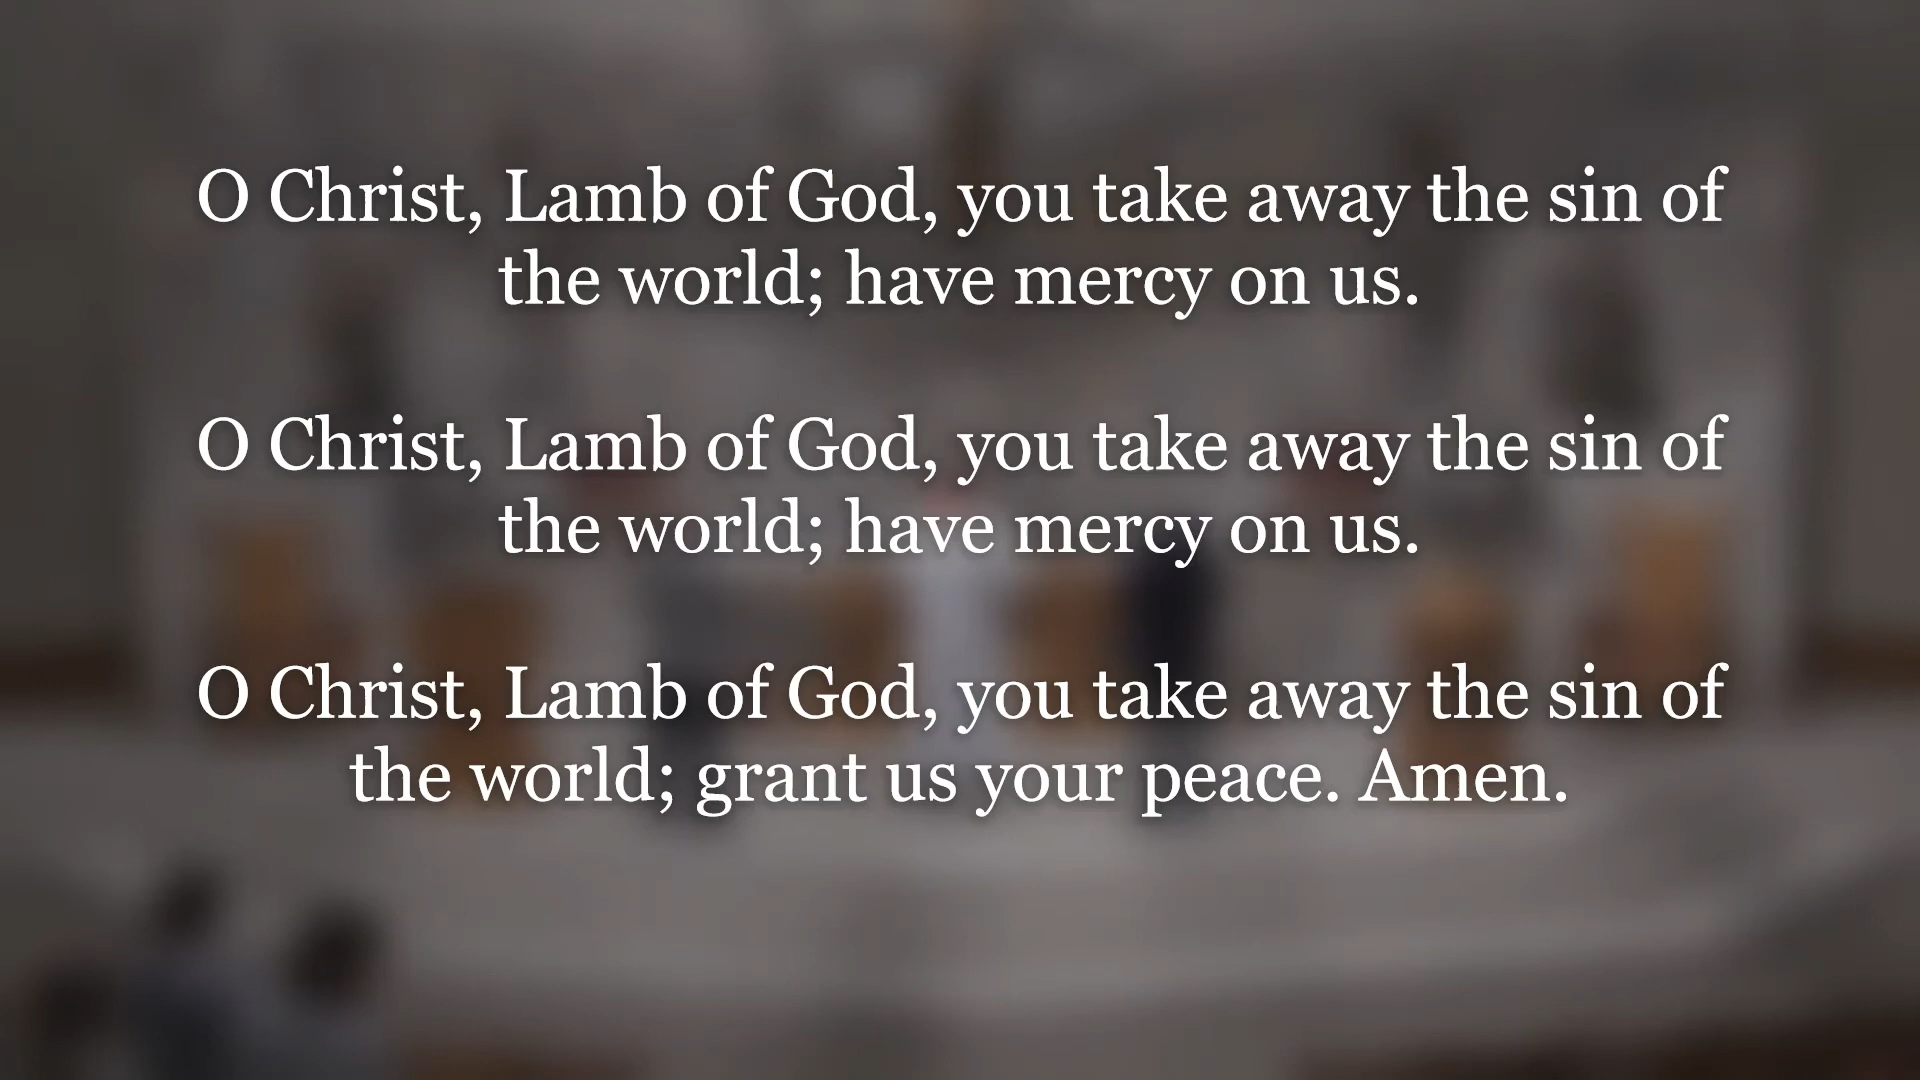 O Christ, Lamb of God, you take away the sin of
the world; have mercy on us.
O Christ, Lamb of God, you take away the sin of
the world; have mercy on us.
O Christ, Lamb of God, you take away the sin of
the world; grant us your peace. Amen.